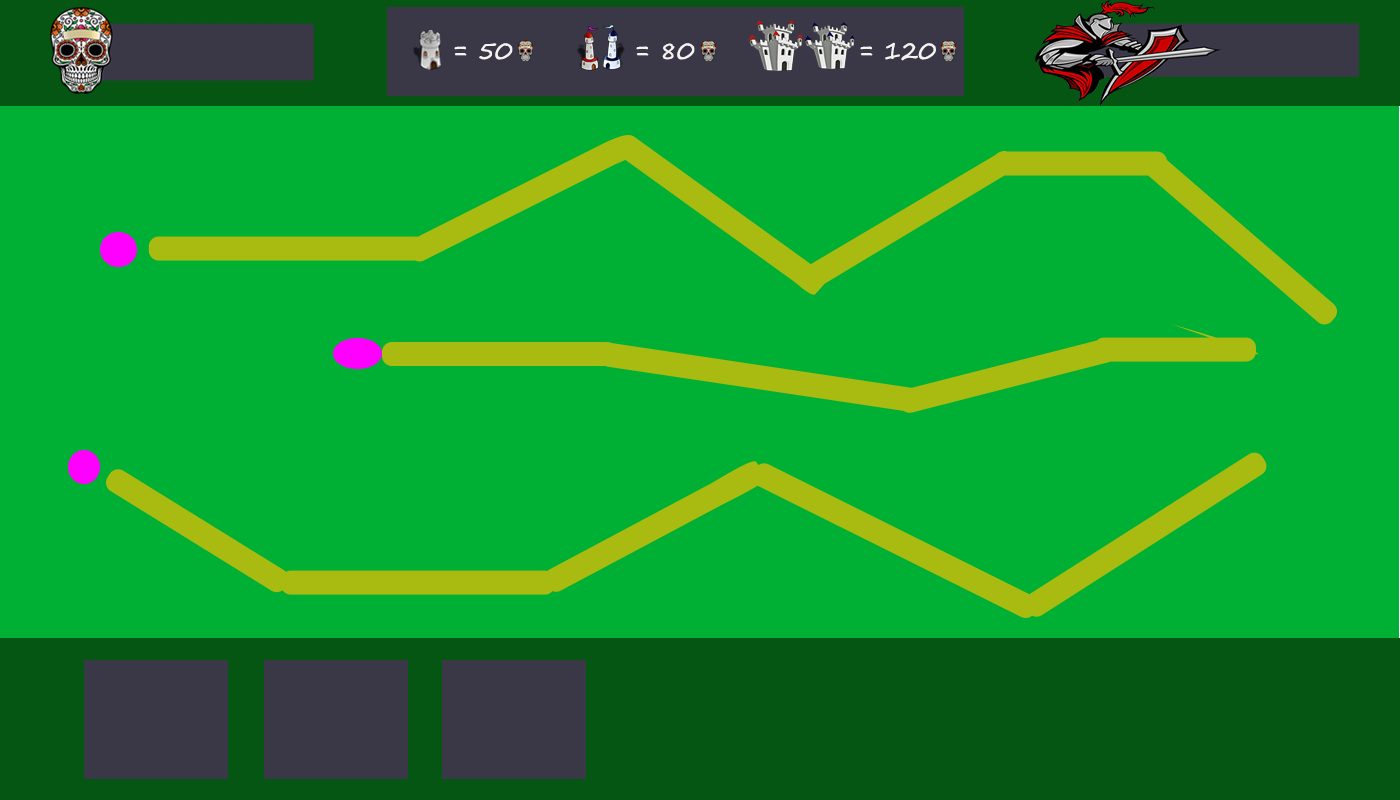 = 50 = 80 = 120